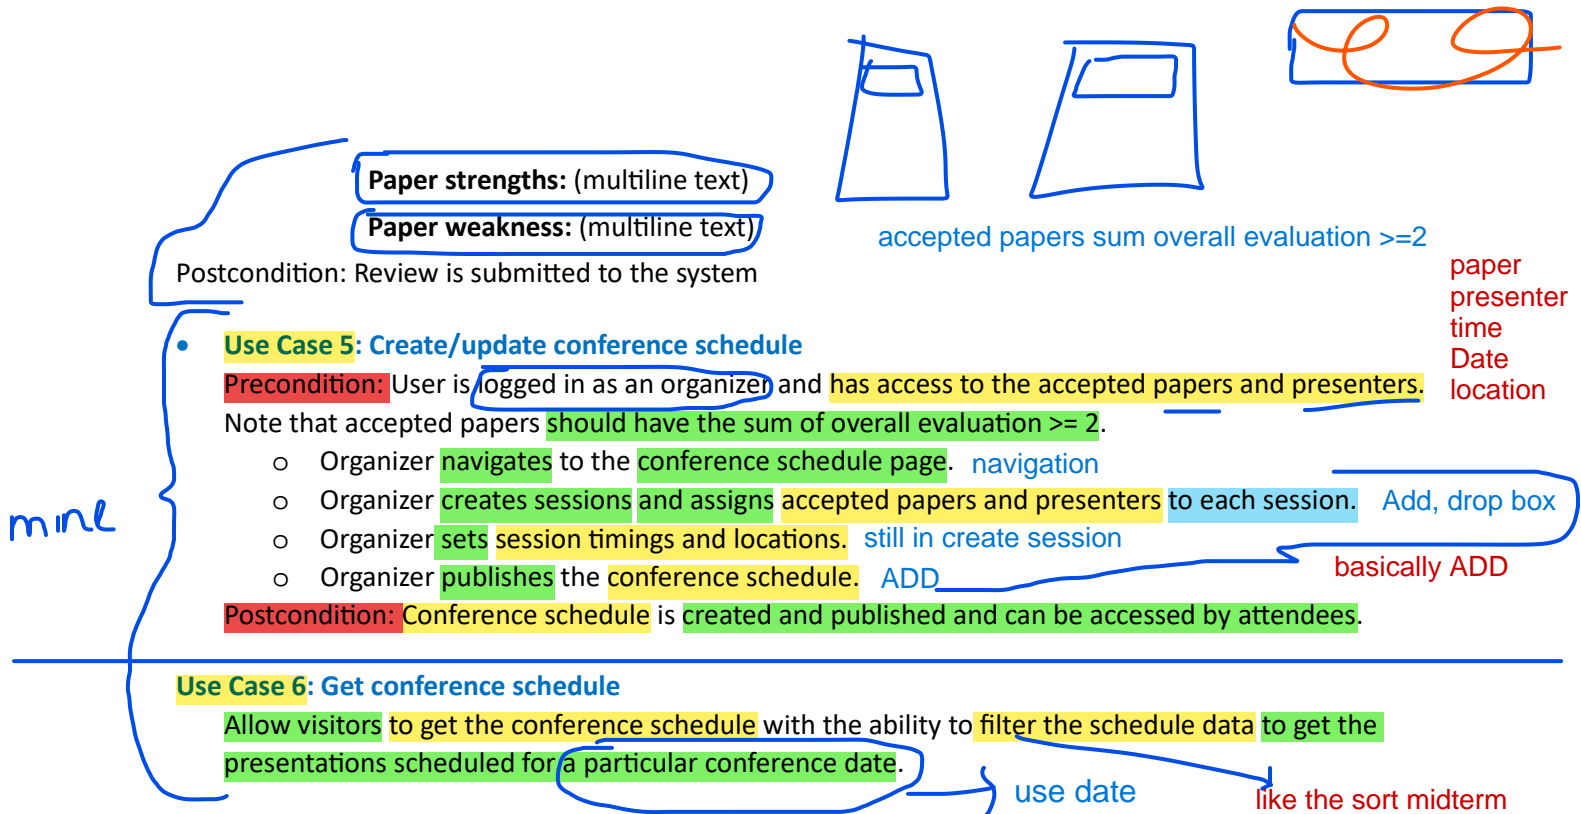 Paper strengths: (multiline text)
Paper weakness: (multiline text)
accepted papers sum overall evaluation >=2
Postcondition: Review is submitted to the system
paper
presenter
time
Date
location
• Use Case 5: Create/update conference schedule
Precondition: User is logged in as an organizer and has access to the accepted papers and presenters.
Note that accepted papers should have the sum of overall evaluation >= 2.
o Organizer navigates to the conference schedule page. navigation
o Organizer creates sessions and assigns accepted papers and presenters to each session. Add, drop box
mine
o Organizer sets session timings and locations. still in create session
basically ADD
o Organizer publishes the conference schedule. ADD
Postcondition: Conference schedule is created and published and can be accessed by attendees.
Use Case 6: Get conference schedule
Allow visitors to get the conference schedule with the ability to filter the schedule data to get the
presentations scheduled for a particular conference date.
use date
like the sort midterm